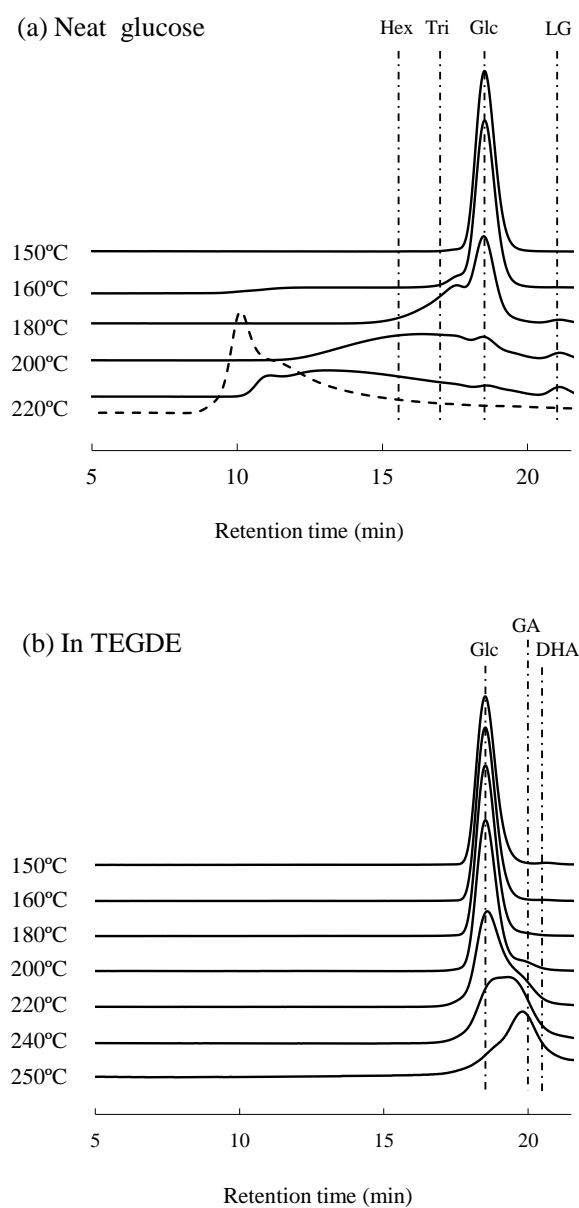 (a) Neat glucose
Hex Tri Glc LG
150ºC
160ºC
180ºC
200ºC
220ºC
5 10 15 20
Retention time (min)
(b) In TEGDE
GA
Glc DHA
150ºC
160ºC
180ºC
200ºC
220ºC
240ºC
250ºC
5 10 15 20
Retention time (min)